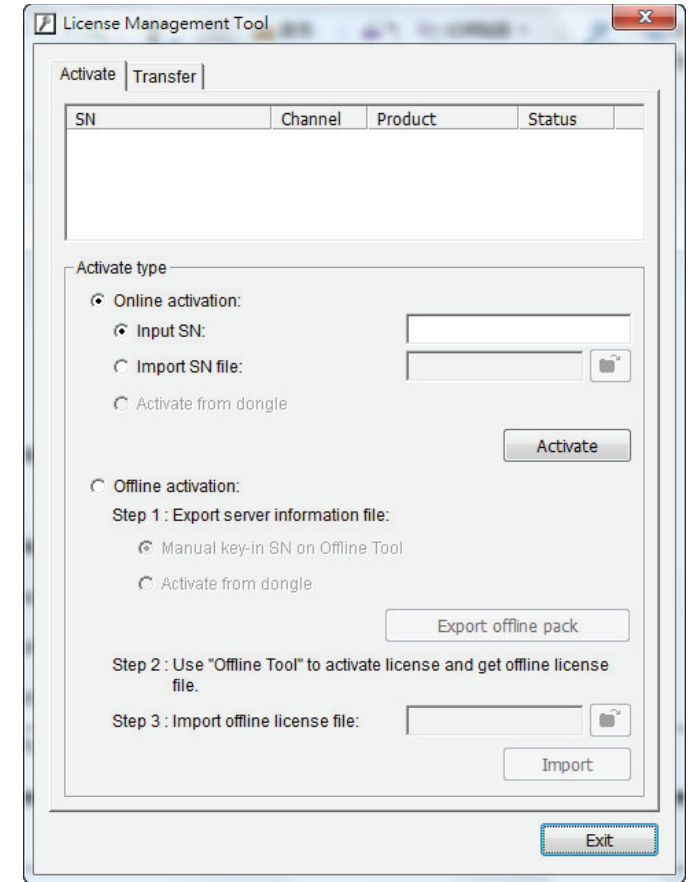 License Management Tool
Activate Transfer
SN Channel Product Status
Activate type
Online activation:
Input SN:
Import SN file:
Activate from dongle
Activate
Offline activation:
Step 1 : Export server information file:
Manual key-in SN on Offline Tool
Activate from dongle
Export offline pack
Step 2 : Use "Offline Tool" to activate license and get offline license
file.
Step 3 : Import offline license file:
Import
Exit